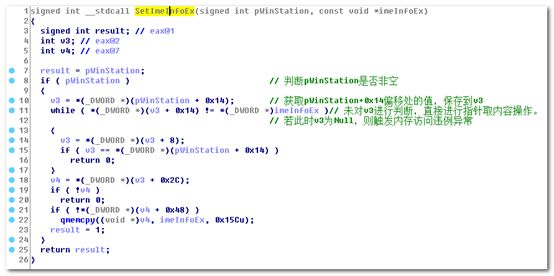 1 signed int __stdcall SetImeInfoEx(signed int pWinStation, const void *imeInfoEx)
2 {
3 signed int result; // eax@1
4 int v3; // eax@2
5 int v4; // eax@7
6
7 result = pWinStation;
8 if ( pWinStation ) // 判断pWinStation是否非空
9 {
10 v3 = *(_DWORD *)(pWinStation + 0x14); // 获取pWinStation+0x14偏移处的值，保存到v3
11 while ( *(_DWORD *)(v3 + 0x14) != *(_DWORD *)imeInfoEx )// 未对v3进行判断，直接进行指针取内容操作。
12 // 若此时v3为Null，则触发内存访问违例异常
13 {
14 v3 = *(_DWORD *)(v3 + 8);
15 if ( v3 == *(_DWORD *)(pWinStation + 0x14) )
16 return 0;
17 }
18 v4 = *(_DWORD *)(v3 + 0x2C);
19 if ( !v4 )
20 return 0;
21 if ( !*(_DWORD *)(v4 + 0x48) )
22 qmemcpy((void *)v4, imeInfoEx, 0x15Cu);
23 result = 1;
24 }
25 return result;
26 }